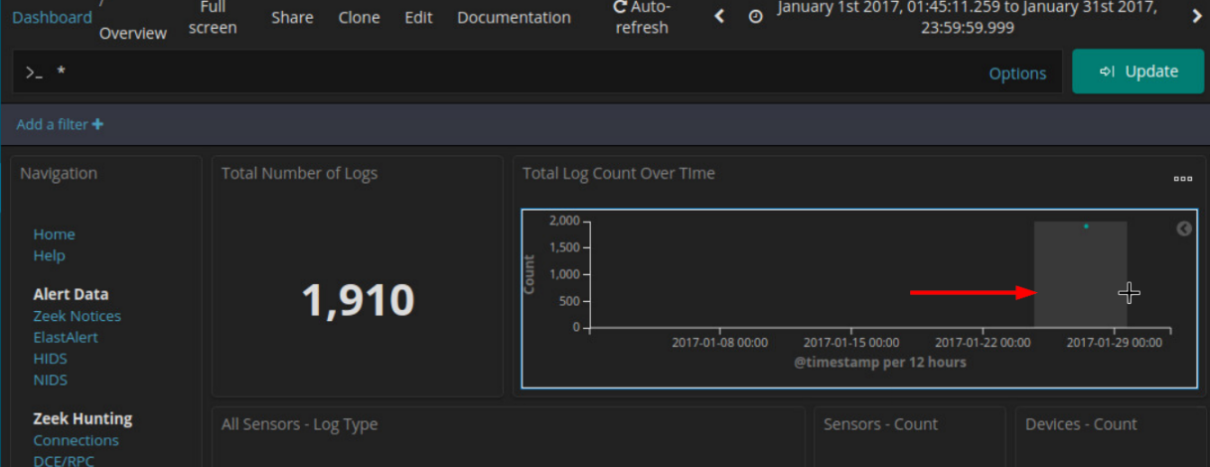 Dashboard / Overview
Full screen
Share
Clone
Edit
Documentation
Auto-refresh
January 1st 2017, 01:45:11.259 to January 31st 2017, 23:59:59.999
>_ *
Options
Update
Add a filter +
Navigation
Home
Help
Alert Data
Zeek Notices
ElastAlert
HIDS
NIDS
Zeek Hunting
Connections
DCE/RPC
Total Number of Logs
1,910
Total Log Count Over TIme
2,000
1,500
1,000
500
0
Count
2017-01-08 00:00
2017-01-15 00:00
2017-01-22 00:00
2017-01-29 00:00
@timestamp per 12 hours
All Sensors - Log Type
Sensors - Count
Devices - Count